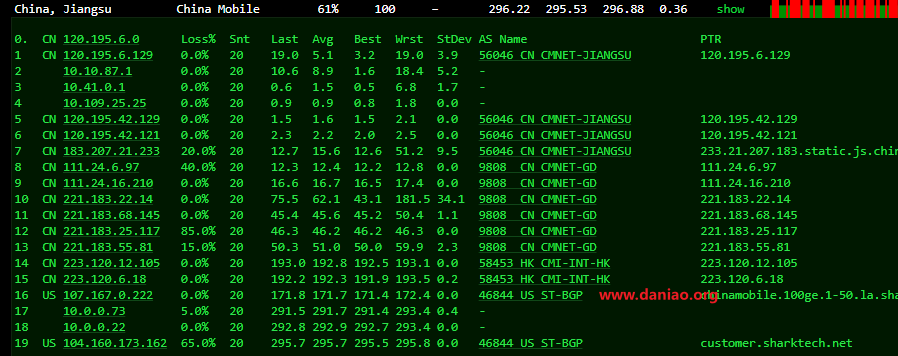 China, Jiangsu China Mobile 61% 100 – 296.22 295.53 296.88 0.36 show
0. CN 120.195.6.0 Loss% Snt Last Avg Best Wrst StDev AS Name PTR
1 CN 120.195.6.129 0.0% 20 19.0 5.1 3.2 19.0 3.9 56046 CN CMNET-JIANGSU 120.195.6.129
2 10.10.87.1 0.0% 20 10.6 8.9 1.6 18.4 5.2 -
3 10.41.0.1 0.0% 20 0.6 1.5 0.5 6.8 1.7 -
4 10.109.25.25 0.0% 20 0.9 0.9 0.8 1.8 0.0 -
5 CN 120.195.42.129 0.0% 20 1.5 1.6 1.5 2.1 0.0 56046 CN CMNET-JIANGSU 120.195.42.129
6 CN 120.195.42.121 0.0% 20 2.3 2.2 2.0 2.5 0.0 56046 CN CMNET-JIANGSU 120.195.42.121
7 CN 183.207.21.233 20.0% 20 12.7 15.6 12.6 51.2 9.5 56046 CN CMNET-JIANGSU 233.21.207.183.static.js.chin
8 CN 111.24.6.97 40.0% 20 12.3 12.4 12.2 12.8 0.0 9808 CN CMNET-GD 111.24.6.97
9 CN 111.24.16.210 0.0% 20 16.6 16.7 16.5 17.4 0.0 9808 CN CMNET-GD 111.24.16.210
10 CN 221.183.22.14 0.0% 20 75.5 62.1 43.1 181.5 34.1 9808 CN CMNET-GD 221.183.22.14
11 CN 221.183.68.145 0.0% 20 45.4 45.6 45.2 50.4 1.1 9808 CN CMNET-GD 221.183.68.145
12 CN 221.183.25.117 85.0% 20 46.3 46.2 46.2 46.3 0.0 9808 CN CMNET-GD 221.183.25.117
13 CN 221.183.55.81 15.0% 20 50.3 51.0 50.0 59.9 2.3 9808 CN CMNET-GD 221.183.55.81
14 CN 223.120.12.105 0.0% 20 193.0 192.8 192.5 193.1 0.0 58453 HK CMI-INT-HK 223.120.12.105
15 CN 223.120.6.18 0.0% 20 192.2 192.3 191.9 193.5 0.2 58453 HK CMI-INT-HK 223.120.6.18
16 US 107.167.0.222 0.0% 20 171.8 171.7 171.4 172.4 0.0 46844 US ST-BGP www.daniao.org chinamobile.100ge.1-50.la.sha
17 10.0.0.73 5.0% 20 291.5 291.7 291.4 293.4 0.4 -
18 10.0.0.22 0.0% 20 292.8 292.9 292.7 293.4 0.0 -
19 US 104.160.173.162 65.0% 20 295.7 295.7 295.5 295.8 0.0 46844 US ST-BGP customer.sharktech.net